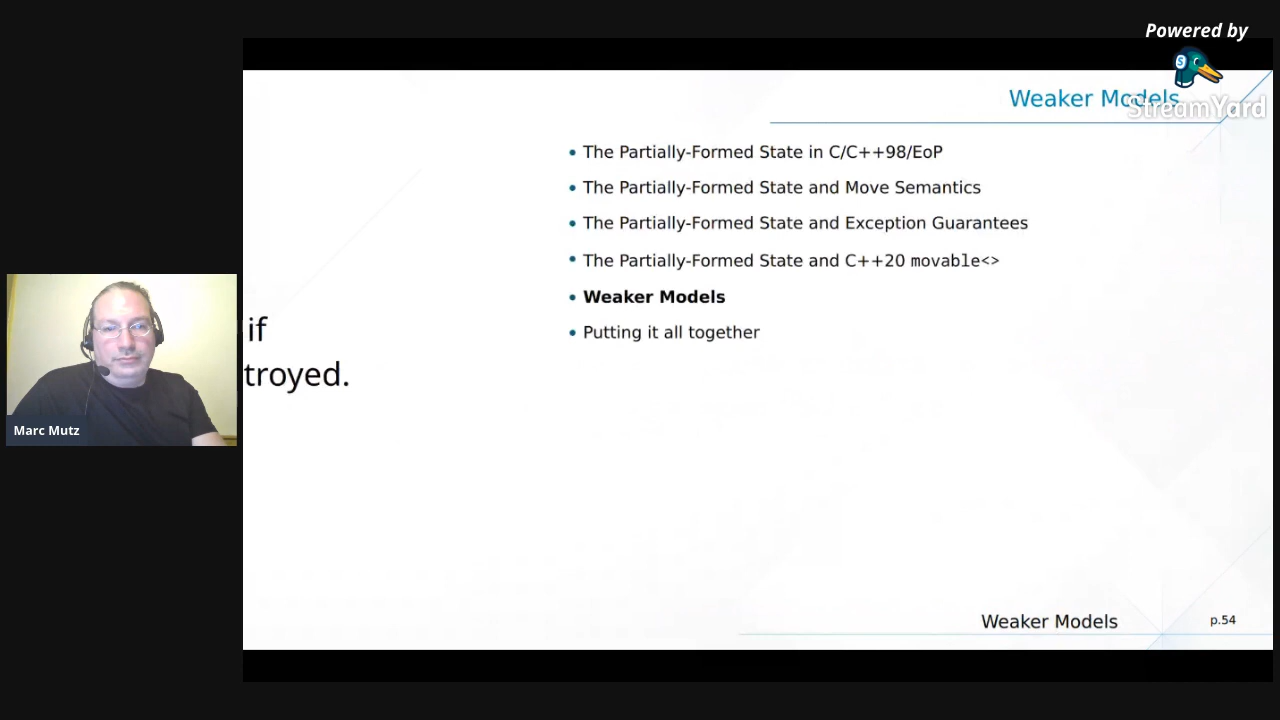 Powered by
StreamYard
Weaker Models
• The Partially-Formed State in C/C++98/EoP
• The Partially-Formed State and Move Semantics
• The Partially-Formed State and Exception Guarantees
• The Partially-Formed State and C++20 movable<>
• Weaker Models
• Putting it all together
if
troyed.
Marc Mutz
Weaker Models
p.54